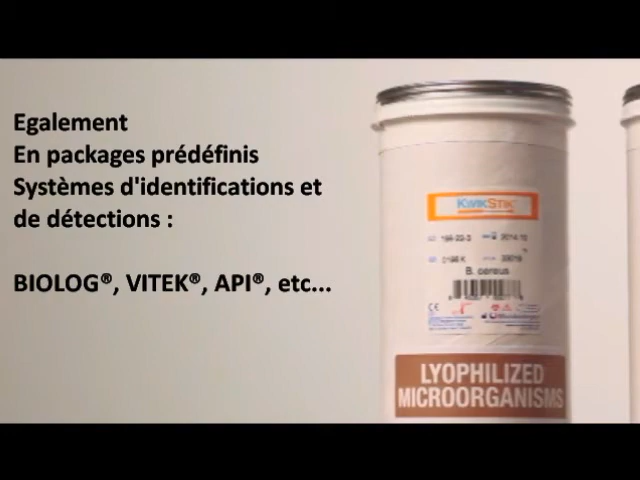 Egalement
En packages prédéfinis
Systèmes d'identifications et
de détections :
BIOLOG®, VITEK®, API®, etc...
KWIKSTIK
B. cereus
LYOPHILIZED
MICROORGANISMS